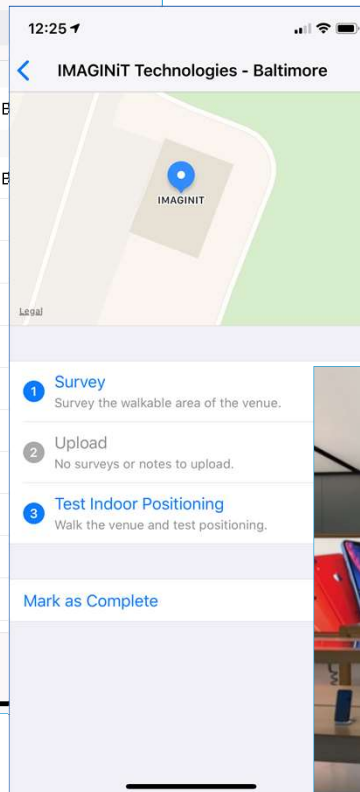 12:25
IMAGINiT Technologies - Baltimore
B
B
IMAGINIT
Legal
1 Survey
Survey the walkable area of the venue.
2 Upload
No surveys or notes to upload.
3 Test Indoor Positioning
Walk the venue and test positioning.
Mark as Complete